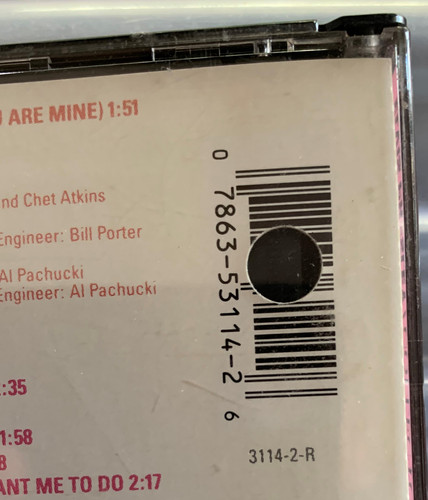 ARE MINE) 1:51
nd Chet Atkins
Engineer: Bill Porter
Al Pachucki
Engineer: Al Pachucki
:35
1:58
8
ANT ME TO DO 2:17
0 7863-53114-2 6
3114-2-R